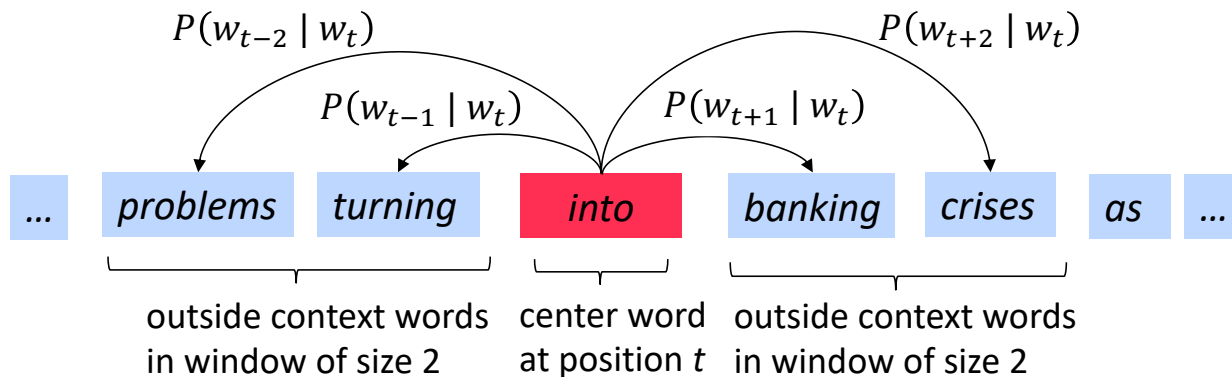 P(w_{t−2} | w_t)
P(w_{t+2} | w_t)
P(w_{t−1} | w_t)
P(w_{t+1} | w_t)
... problems turning into banking crises as ...
outside context words
in window of size 2
center word
at position t
outside context words
in window of size 2